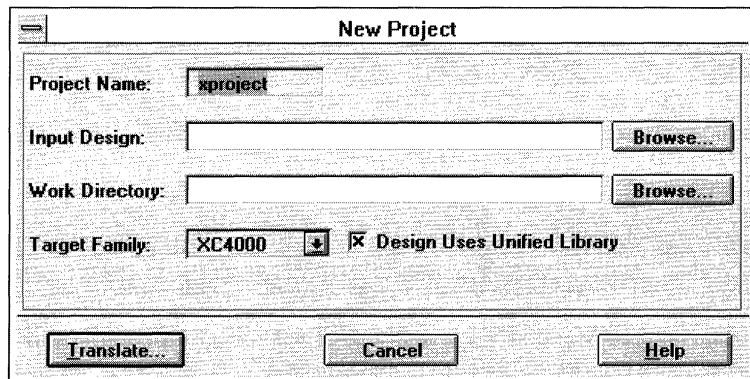 New Project
Project Name: xproject
Input Design: Browse...
Work Directory: Browse...
Target Family: XC4000 Design Uses Unified Library
Translate... Cancel Help